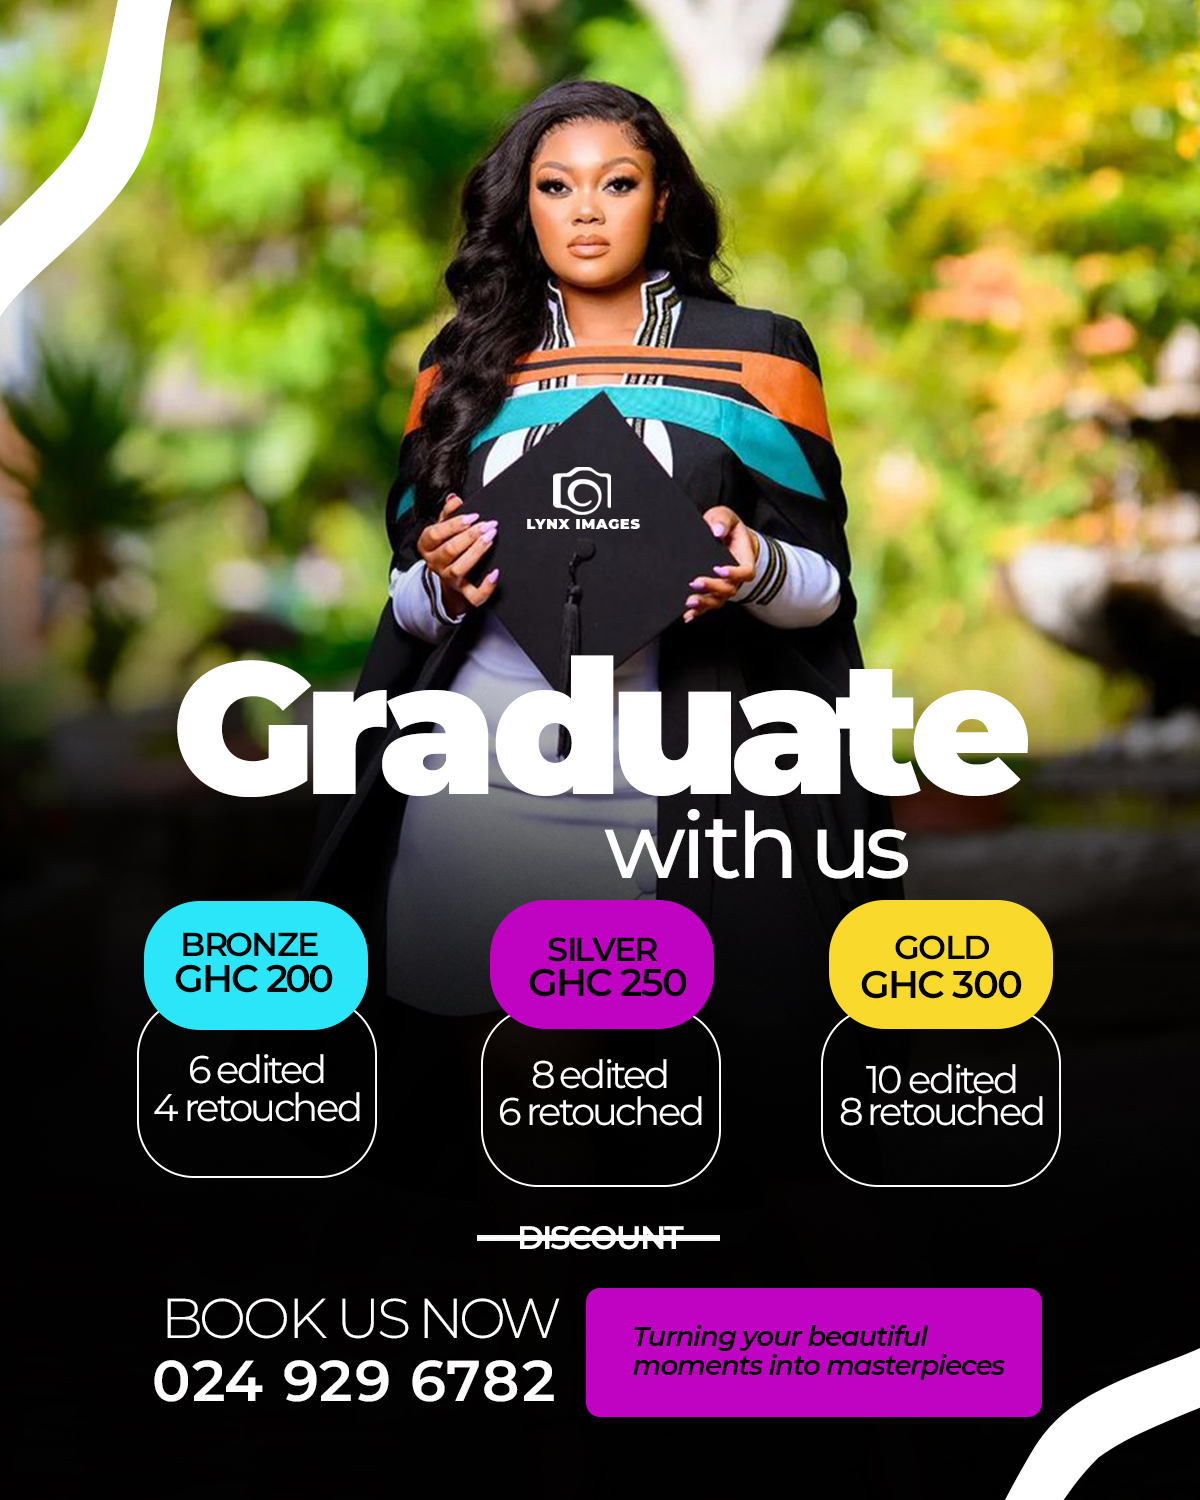 LYNX IMAGES
Graduate
with us
BRONZE
GHC 200
6 edited
4 retouched
SILVER
GHC 250
8 edited
6 retouched
GOLD
GHC 300
10 edited
8 retouched
DISCOUNT
BOOK US NOW
024 929 6782
Turning your beautiful
moments into masterpieces